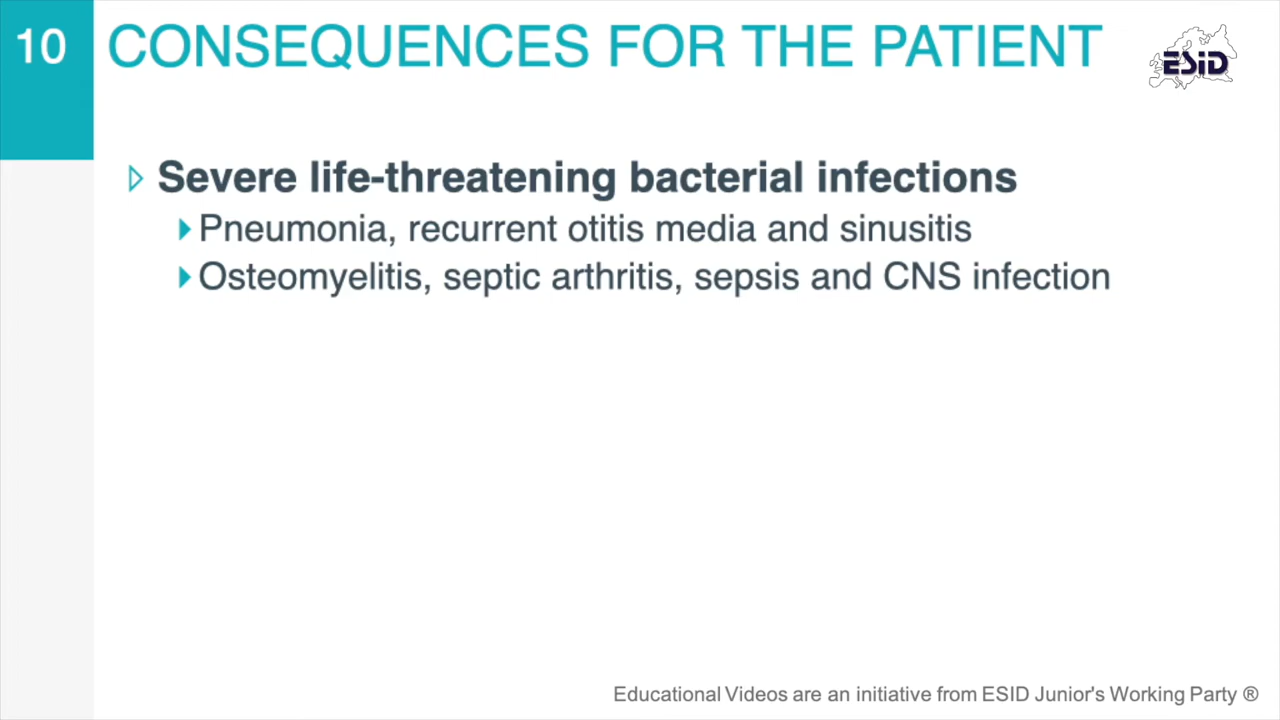 10 CONSEQUENCES FOR THE PATIENT
ESID
Severe life-threatening bacterial infections
Pneumonia, recurrent otitis media and sinusitis
Osteomyelitis, septic arthritis, sepsis and CNS infection
Educational Videos are an initiative from ESID Junior's Working Party ®